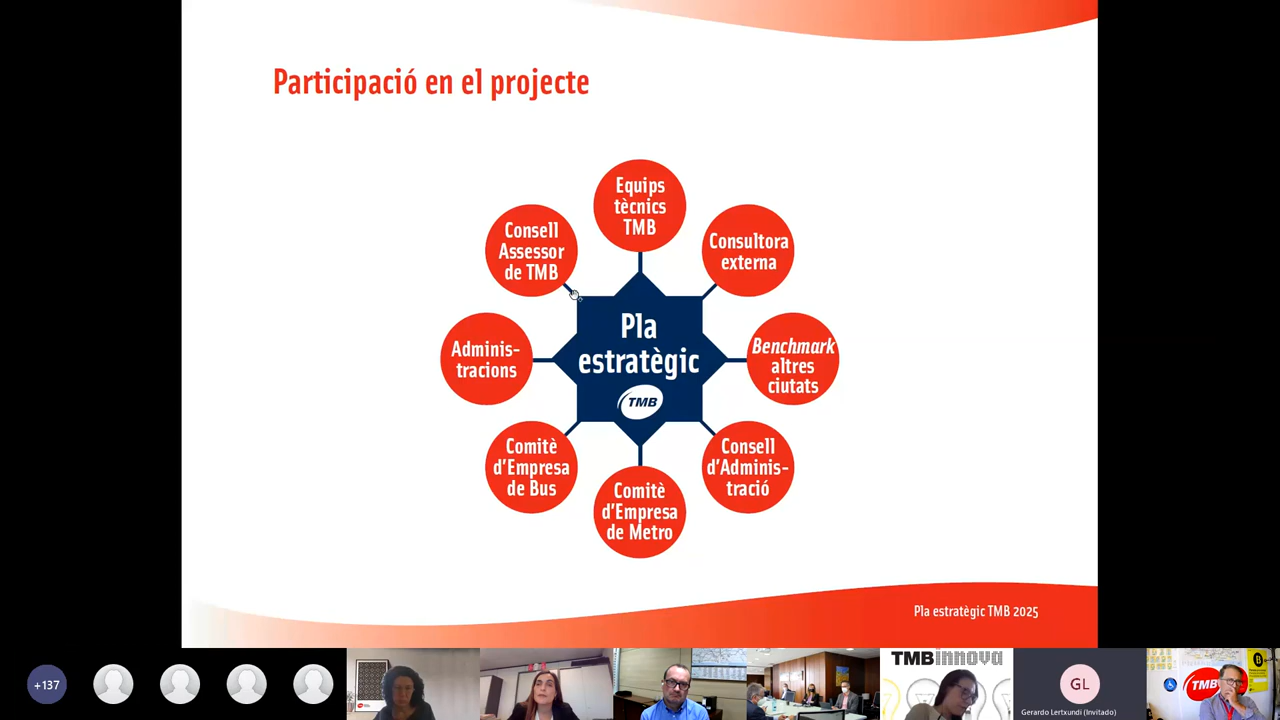 Participació en el projecte
Equips
tècnics
TMB
Consultora
externa
Benchmark
altres
ciutats
Consell
d'Adminis-
tració
Comitè
d'Empresa
de Metro
Comitè
d'Empresa
de Bus
Adminis-
tracions
Consell
Assessor
de TMB
Pla
estratègic
TMB
Pla estratègic TMB 2025
+137
TMBinnova
GL
Gerardo Lertxundi (Invitado)
TMB